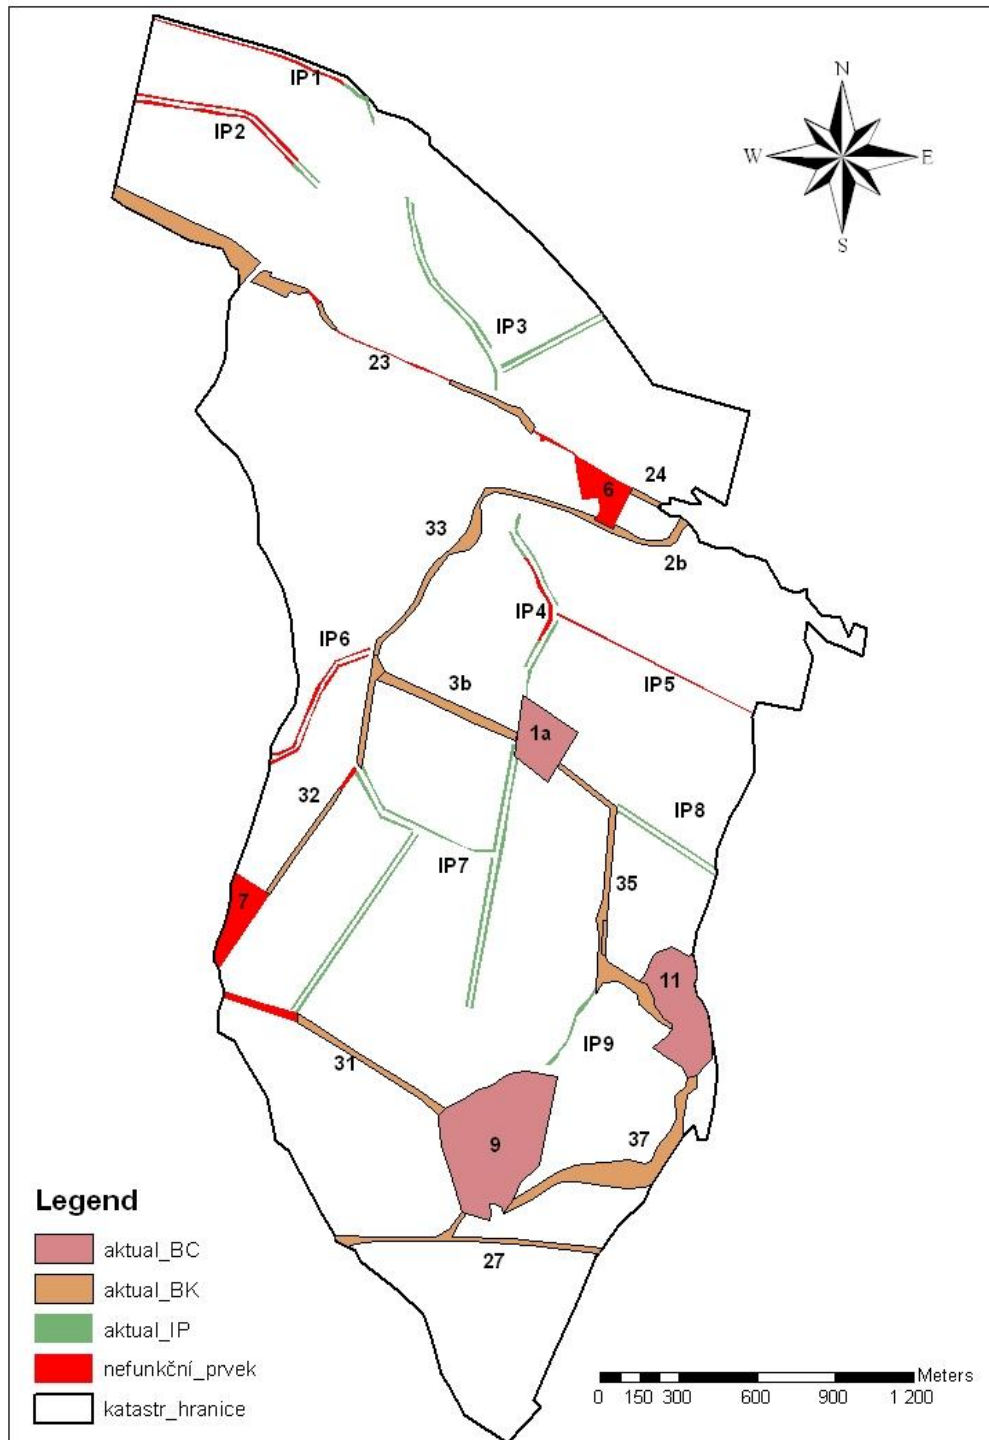 IP1
IP2
N
W
E
S
IP3
23
24
6
33
2b
IP4
IP6
3b
IP5
1a
32
IP8
IP7
35
7
11
IP9
31
37
9
27
Legend
aktual_BC
aktual_BK
aktual_IP
nefunkční_prvek
katastr_hranice
Meters
0 150 300 600 900 1 200